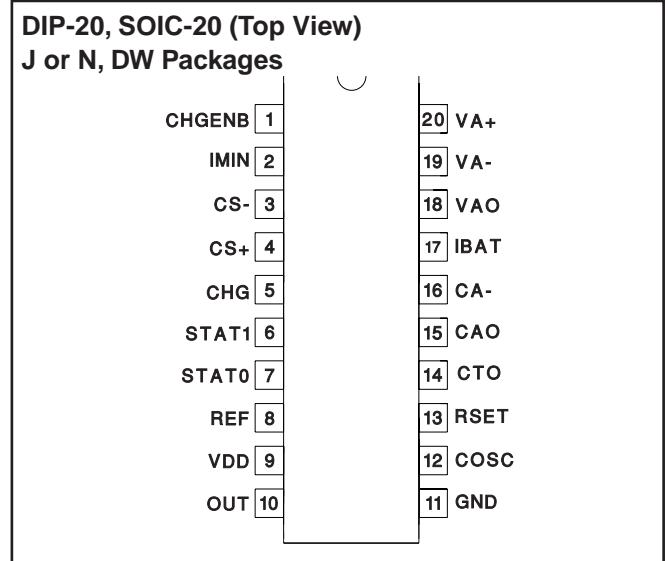 DIP-20, SOIC-20 (Top View)
J or N, DW Packages
CHGENB 1 20 VA+
IMIN 2 19 VA-
CS- 3 18 VAO
CS+ 4 17 IBAT
CHG 5 16 CA-
STAT1 6 15 CAO
STAT0 7 14 CTO
REF 8 13 RSET
VDD 9 12 COSC
OUT 10 11 GND